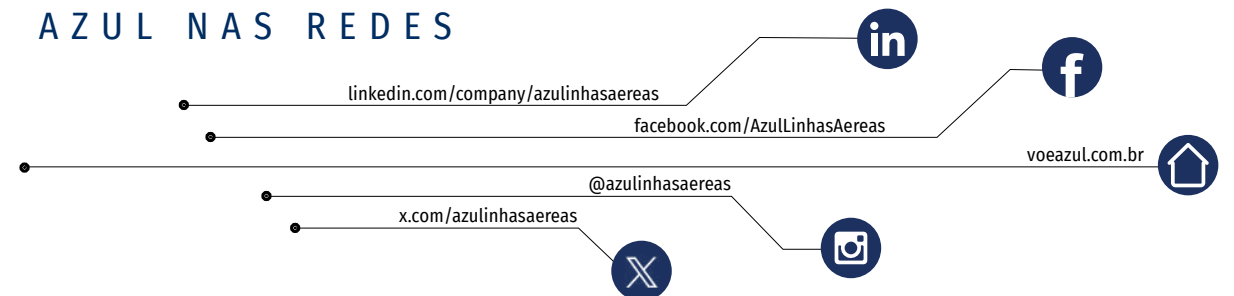 AZUL NAS REDES
linkedin.com/company/azulinhasaereas
facebook.com/AzulLinhasAereas
voeazul.com.br
@azulinhasaereas
x.com/azulinhasaereas